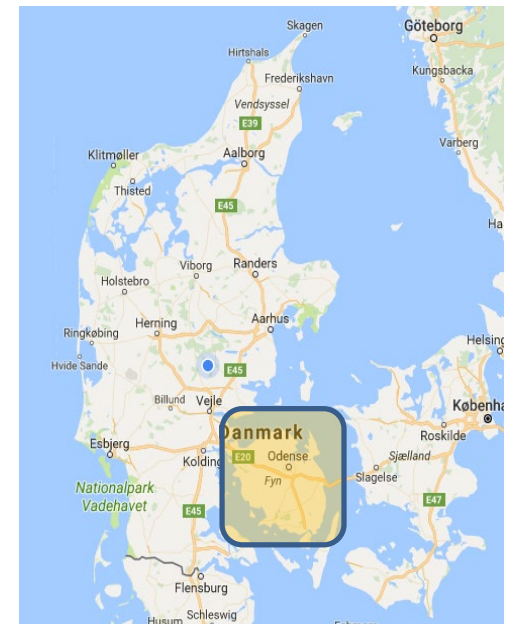 Skagen
Göteborg
Hirtshals
Kungsbacka
Frederikshavn
Vendsyssel
E39
Varberg
Klitmøller
Aalborg
Thisted
E45
Ha
Viborg
Randers
Holstebro
Aarhus
Herning
Ringkøbing
Helsing
Hvide Sande
E45
Billund
Vejle
Københa
Danmark
Roskilde
Esbjerg
E20
Odense
Sjælland
Kolding
Fyn
Slagelse
Nationalpark
Vadehavet
E47
E45
Flensburg
Schleswig
Husum